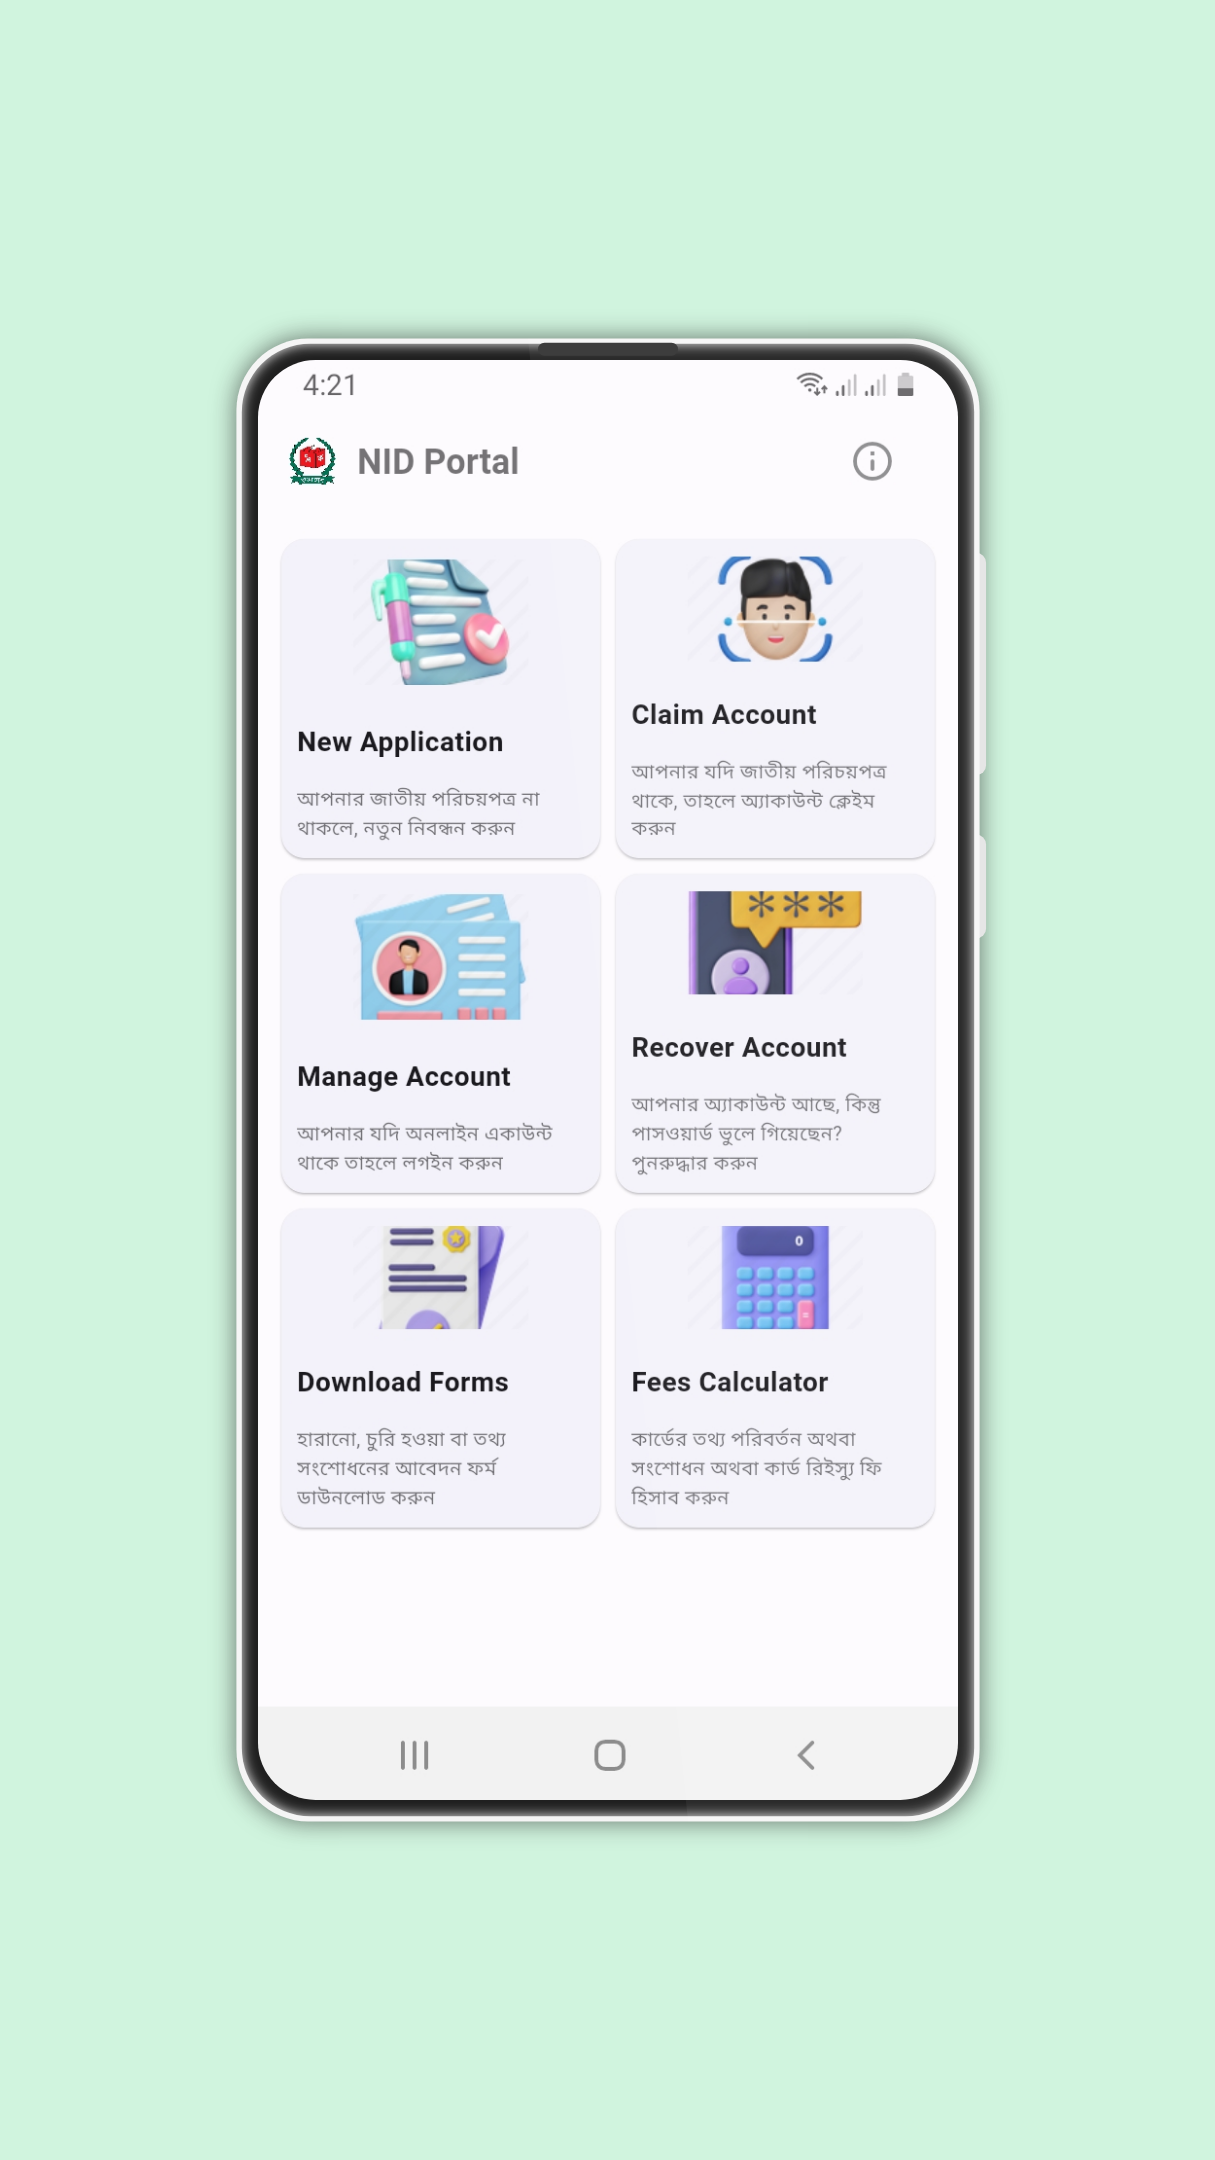 4:21
NID Portal
New Application
আপনার জাতীয় পরিচয়পত্র না
থাকলে, নতুন নিবন্ধন করুন
Claim Account
আপনার যদি জাতীয় পরিচয়পত্র
থাকে, তাহলে অ্যাকাউন্ট ক্লেইম
করুন
Manage Account
আপনার যদি অনলাইন একাউন্ট
থাকে তাহলে লগইন করুন
***
Recover Account
আপনার অ্যাকাউন্ট আছে, কিন্তু
পাসওয়ার্ড ভুলে গিয়েছেন?
পুনরুদ্ধার করুন
Download Forms
হারানো, চুরি হওয়া বা তথ্য
সংশোধনের আবেদন ফর্ম
ডাউনলোড করুন
0
Fees Calculator
কার্ডের তথ্য পরিবর্তন অথবা
সংশোধন অথবা কার্ড রিইস্যু ফি
হিসাব করুন